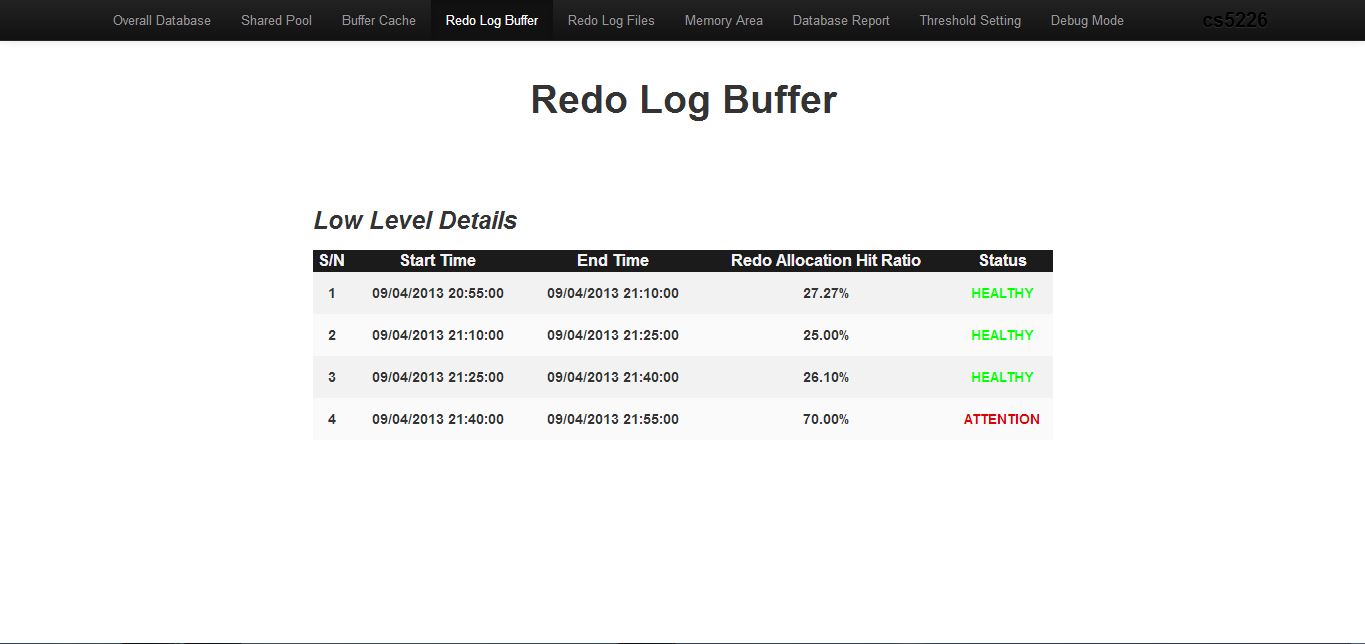 Overall Database Shared Pool Buffer Cache Redo Log Buffer Redo Log Files Memory Area Database Report Threshold Setting Debug Mode cs5226
Redo Log Buffer
Low Level Details
S/N Start Time End Time Redo Allocation Hit Ratio Status
1 09/04/2013 20:55:00 09/04/2013 21:10:00 27.27% HEALTHY
2 09/04/2013 21:10:00 09/04/2013 21:25:00 25.00% HEALTHY
3 09/04/2013 21:25:00 09/04/2013 21:40:00 26.10% HEALTHY
4 09/04/2013 21:40:00 09/04/2013 21:55:00 70.00% ATTENTION